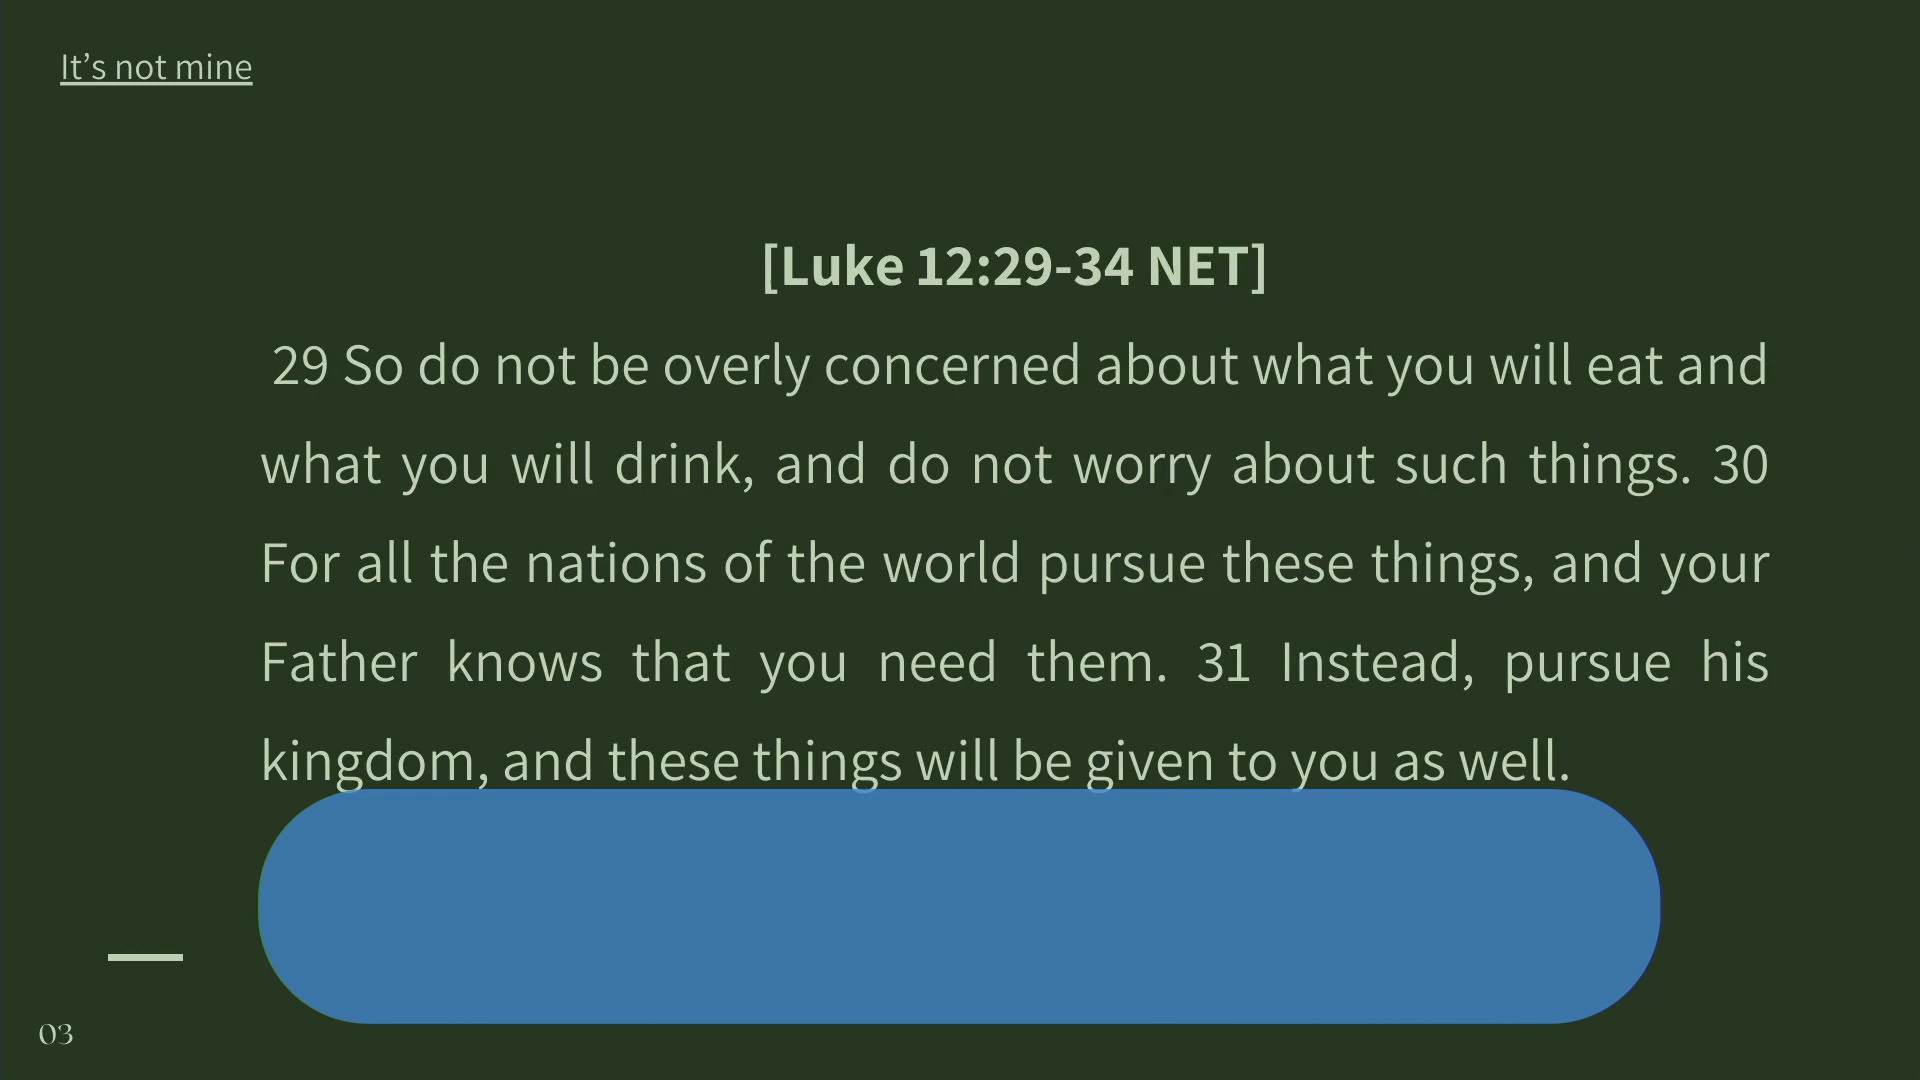 It’s not mine
[Luke 12:29-34 NET]
29 So do not be overly concerned about what you will eat and
what you will drink, and do not worry about such things. 30
For all the nations of the world pursue these things, and your
Father knows that you need them. 31 Instead, pursue his
kingdom, and these things will be given to you as well.
03